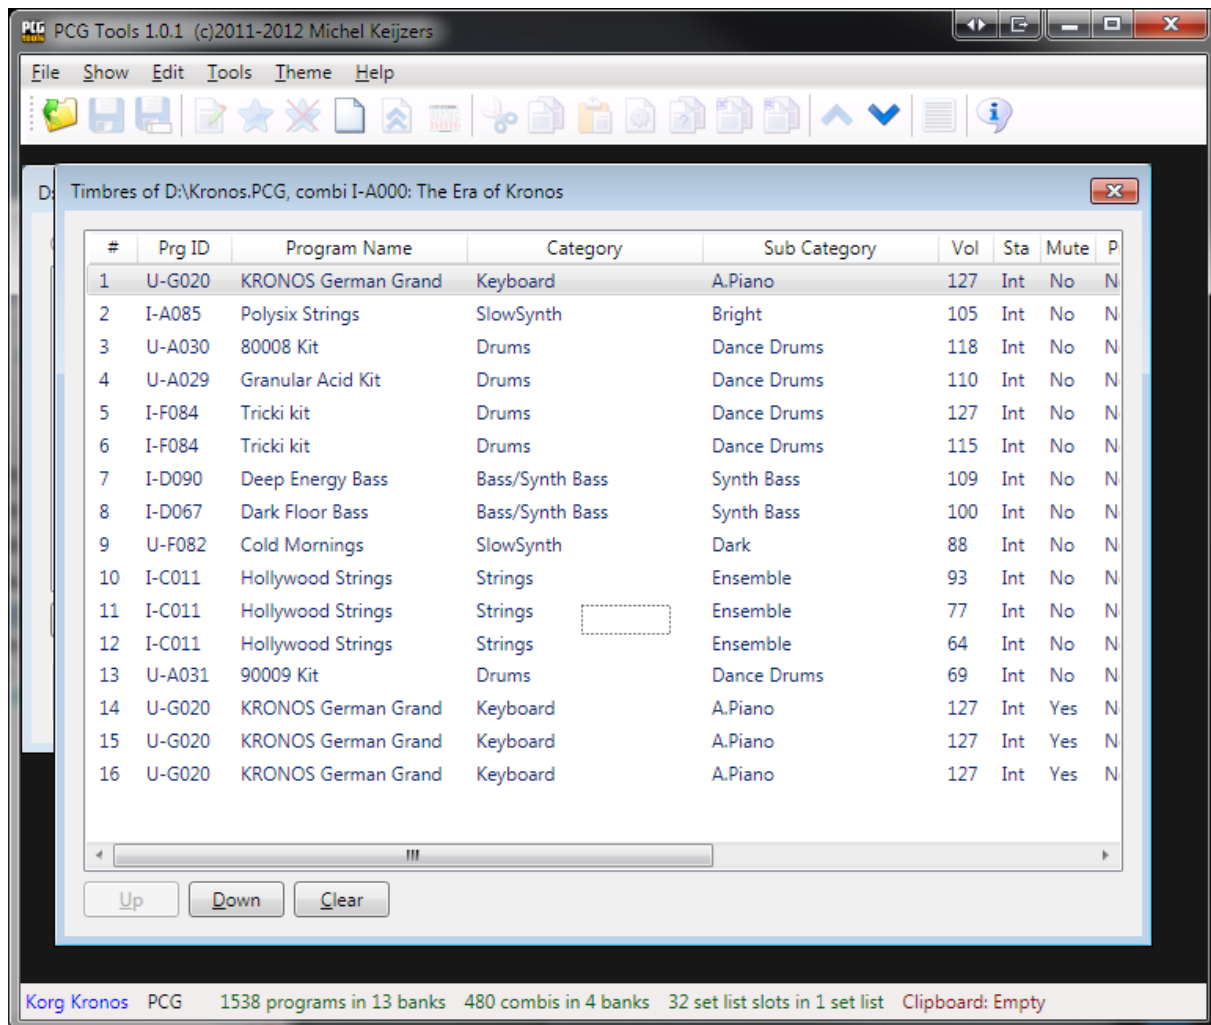 PCG Tools 1.0.1 (c)2011-2012 Michel Keijzers
File Show Edit Tools Theme Help
Timbres of D:\Kronos.PCG, combi I-A000: The Era of Kronos
# Prg ID Program Name Category Sub Category Vol Sta Mute P
1 U-G020 KRONOS German Grand Keyboard A.Piano 127 Int No N
2 I-A085 Polysix Strings SlowSynth Bright 105 Int No N
3 U-A030 80008 Kit Drums Dance Drums 118 Int No N
4 U-A029 Granular Acid Kit Drums Dance Drums 110 Int No N
5 I-F084 Tricki kit Drums Dance Drums 127 Int No N
6 I-F084 Tricki kit Drums Dance Drums 115 Int No N
7 I-D090 Deep Energy Bass Bass/Synth Bass Synth Bass 109 Int No N
8 I-D067 Dark Floor Bass Bass/Synth Bass Synth Bass 100 Int No N
9 U-F082 Cold Mornings SlowSynth Dark 88 Int No N
10 I-C011 Hollywood Strings Strings Ensemble 93 Int No N
11 I-C011 Hollywood Strings Strings Ensemble 77 Int No N
12 I-C011 Hollywood Strings Strings Ensemble 64 Int No N
13 U-A031 90009 Kit Drums Dance Drums 69 Int No N
14 U-G020 KRONOS German Grand Keyboard A.Piano 127 Int Yes N
15 U-G020 KRONOS German Grand Keyboard A.Piano 127 Int Yes N
16 U-G020 KRONOS German Grand Keyboard A.Piano 127 Int Yes N
Up Down Clear
Korg Kronos PCG 1538 programs in 13 banks 480 combis in 4 banks 32 set list slots in 1 set list Clipboard: Empty